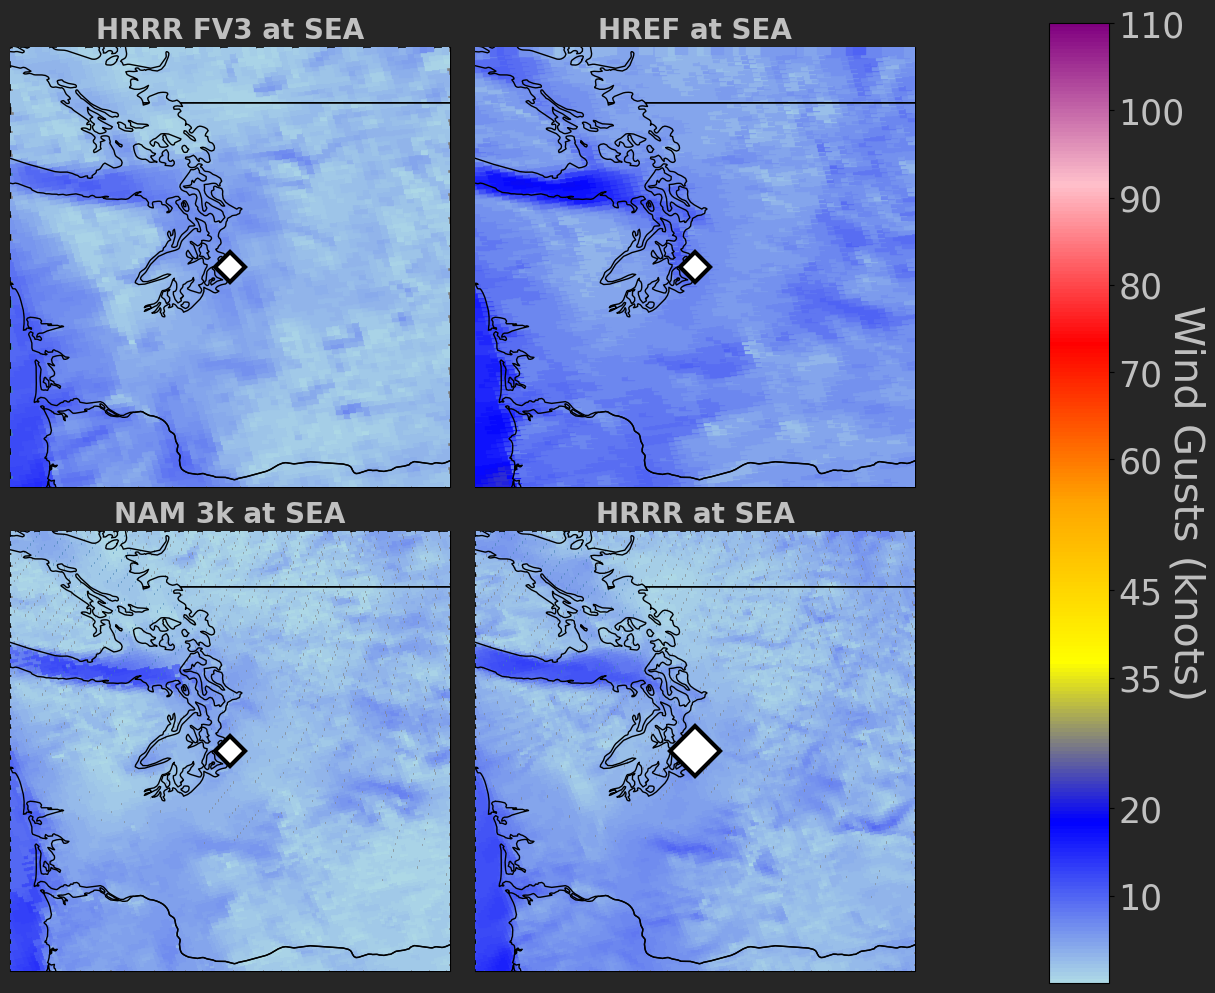 HRRR FV3 at SEA
HREF at SEA
NAM 3k at SEA
HRRR at SEA
110
100
90
80
70
60
45
35
20
10
Wind Gusts (knots)